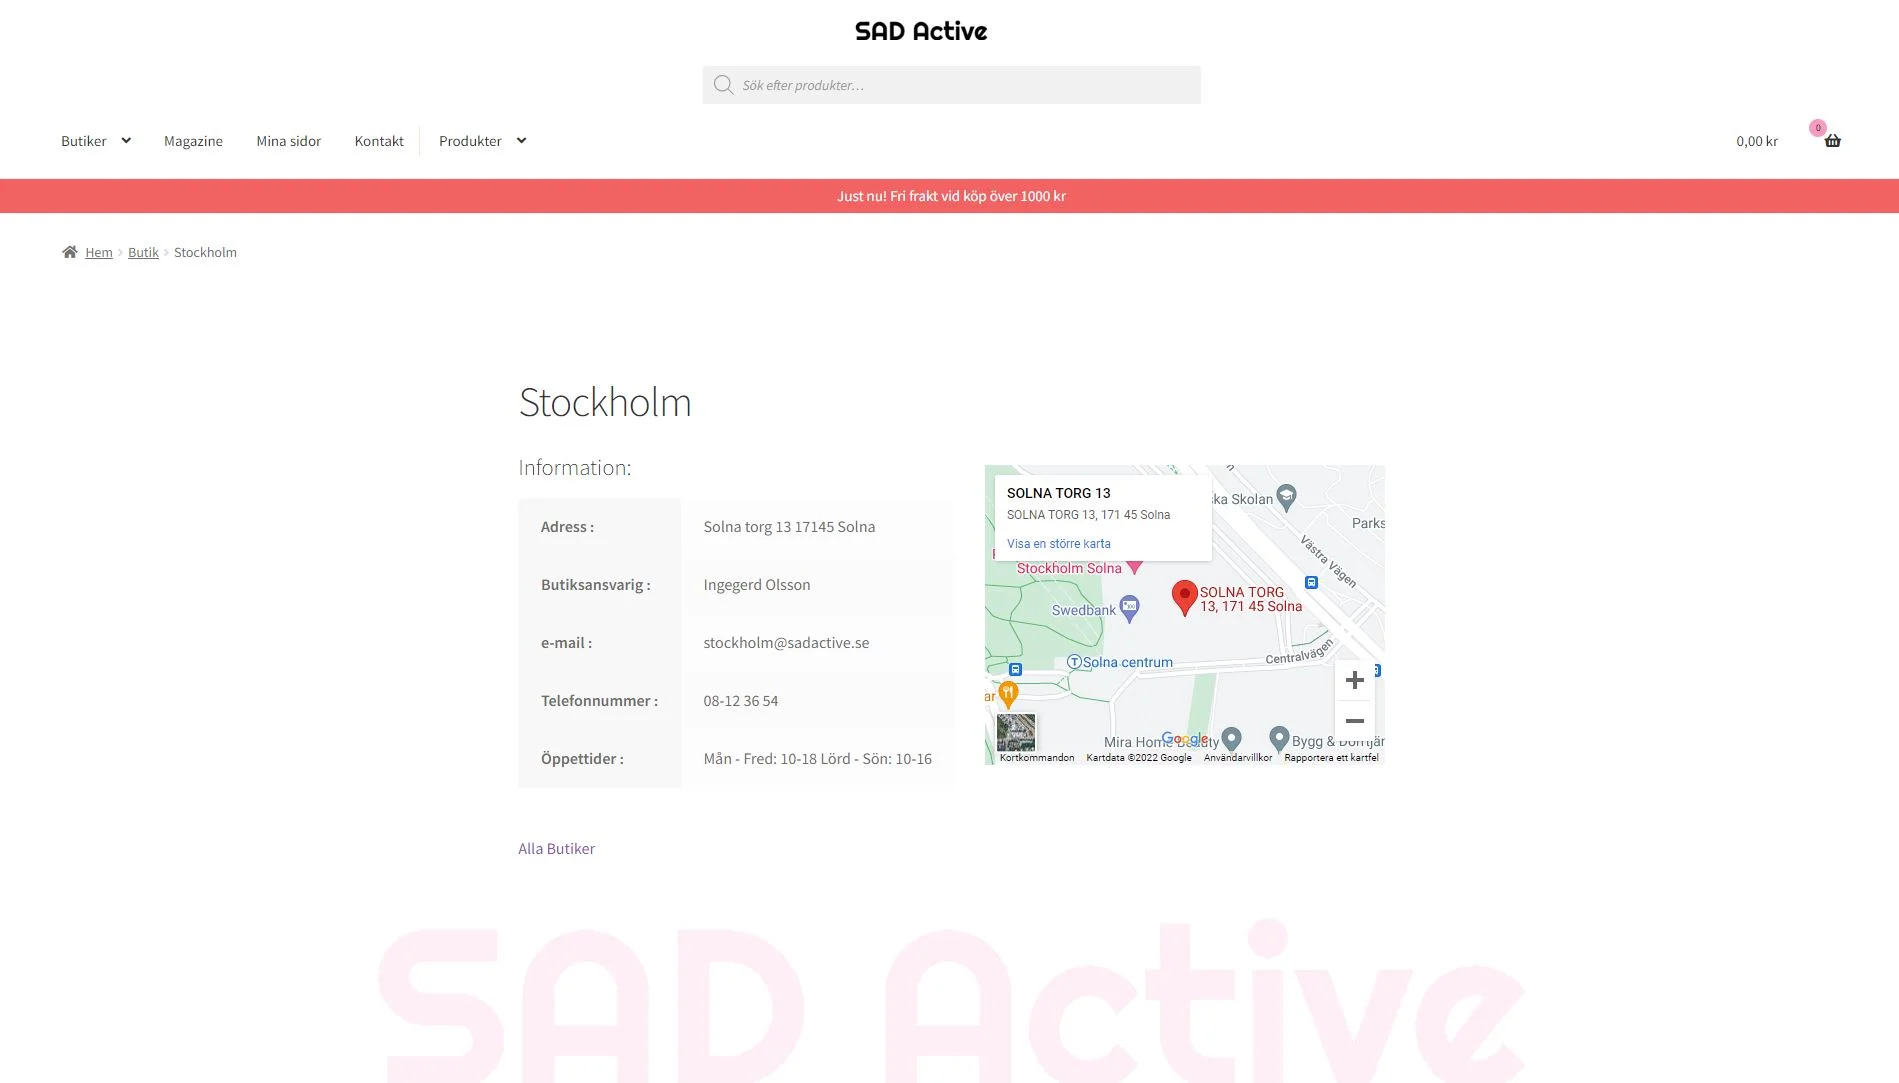 SAD Active
Sök efter produkter...
Butiker Magazine Mina sidor Kontakt Produkter 0,00 kr 0
Just nu! Fri frakt vid köp över 1000 kr
Hem Butik Stockholm
Stockholm
Information:
Adress : Solna torg 13 17145 Solna
Butiksansvarig : Ingegerd Olsson
e-mail : stockholm@sadactive.se
Telefonnummer : 08-12 36 54
Öppettider : Mån - Fred: 10-18 Lörd - Sön: 10-16
SOLNA TORG 13
SOLNA TORG 13, 171 45 Solna
Visa en större karta
ska Skolan
Parks
Västra Vägen
Stockholm Solna
SOLNA TORG
13, 171 45 Solna
Swedbank
Centralvägen
Solna centrum
ar
Mira Home Beauty
Google
Bygg &
Kortkommandon Kartdata ©2022 Google Användarvillkor Rapportera ett kartfel
Alla Butiker
SAD Active